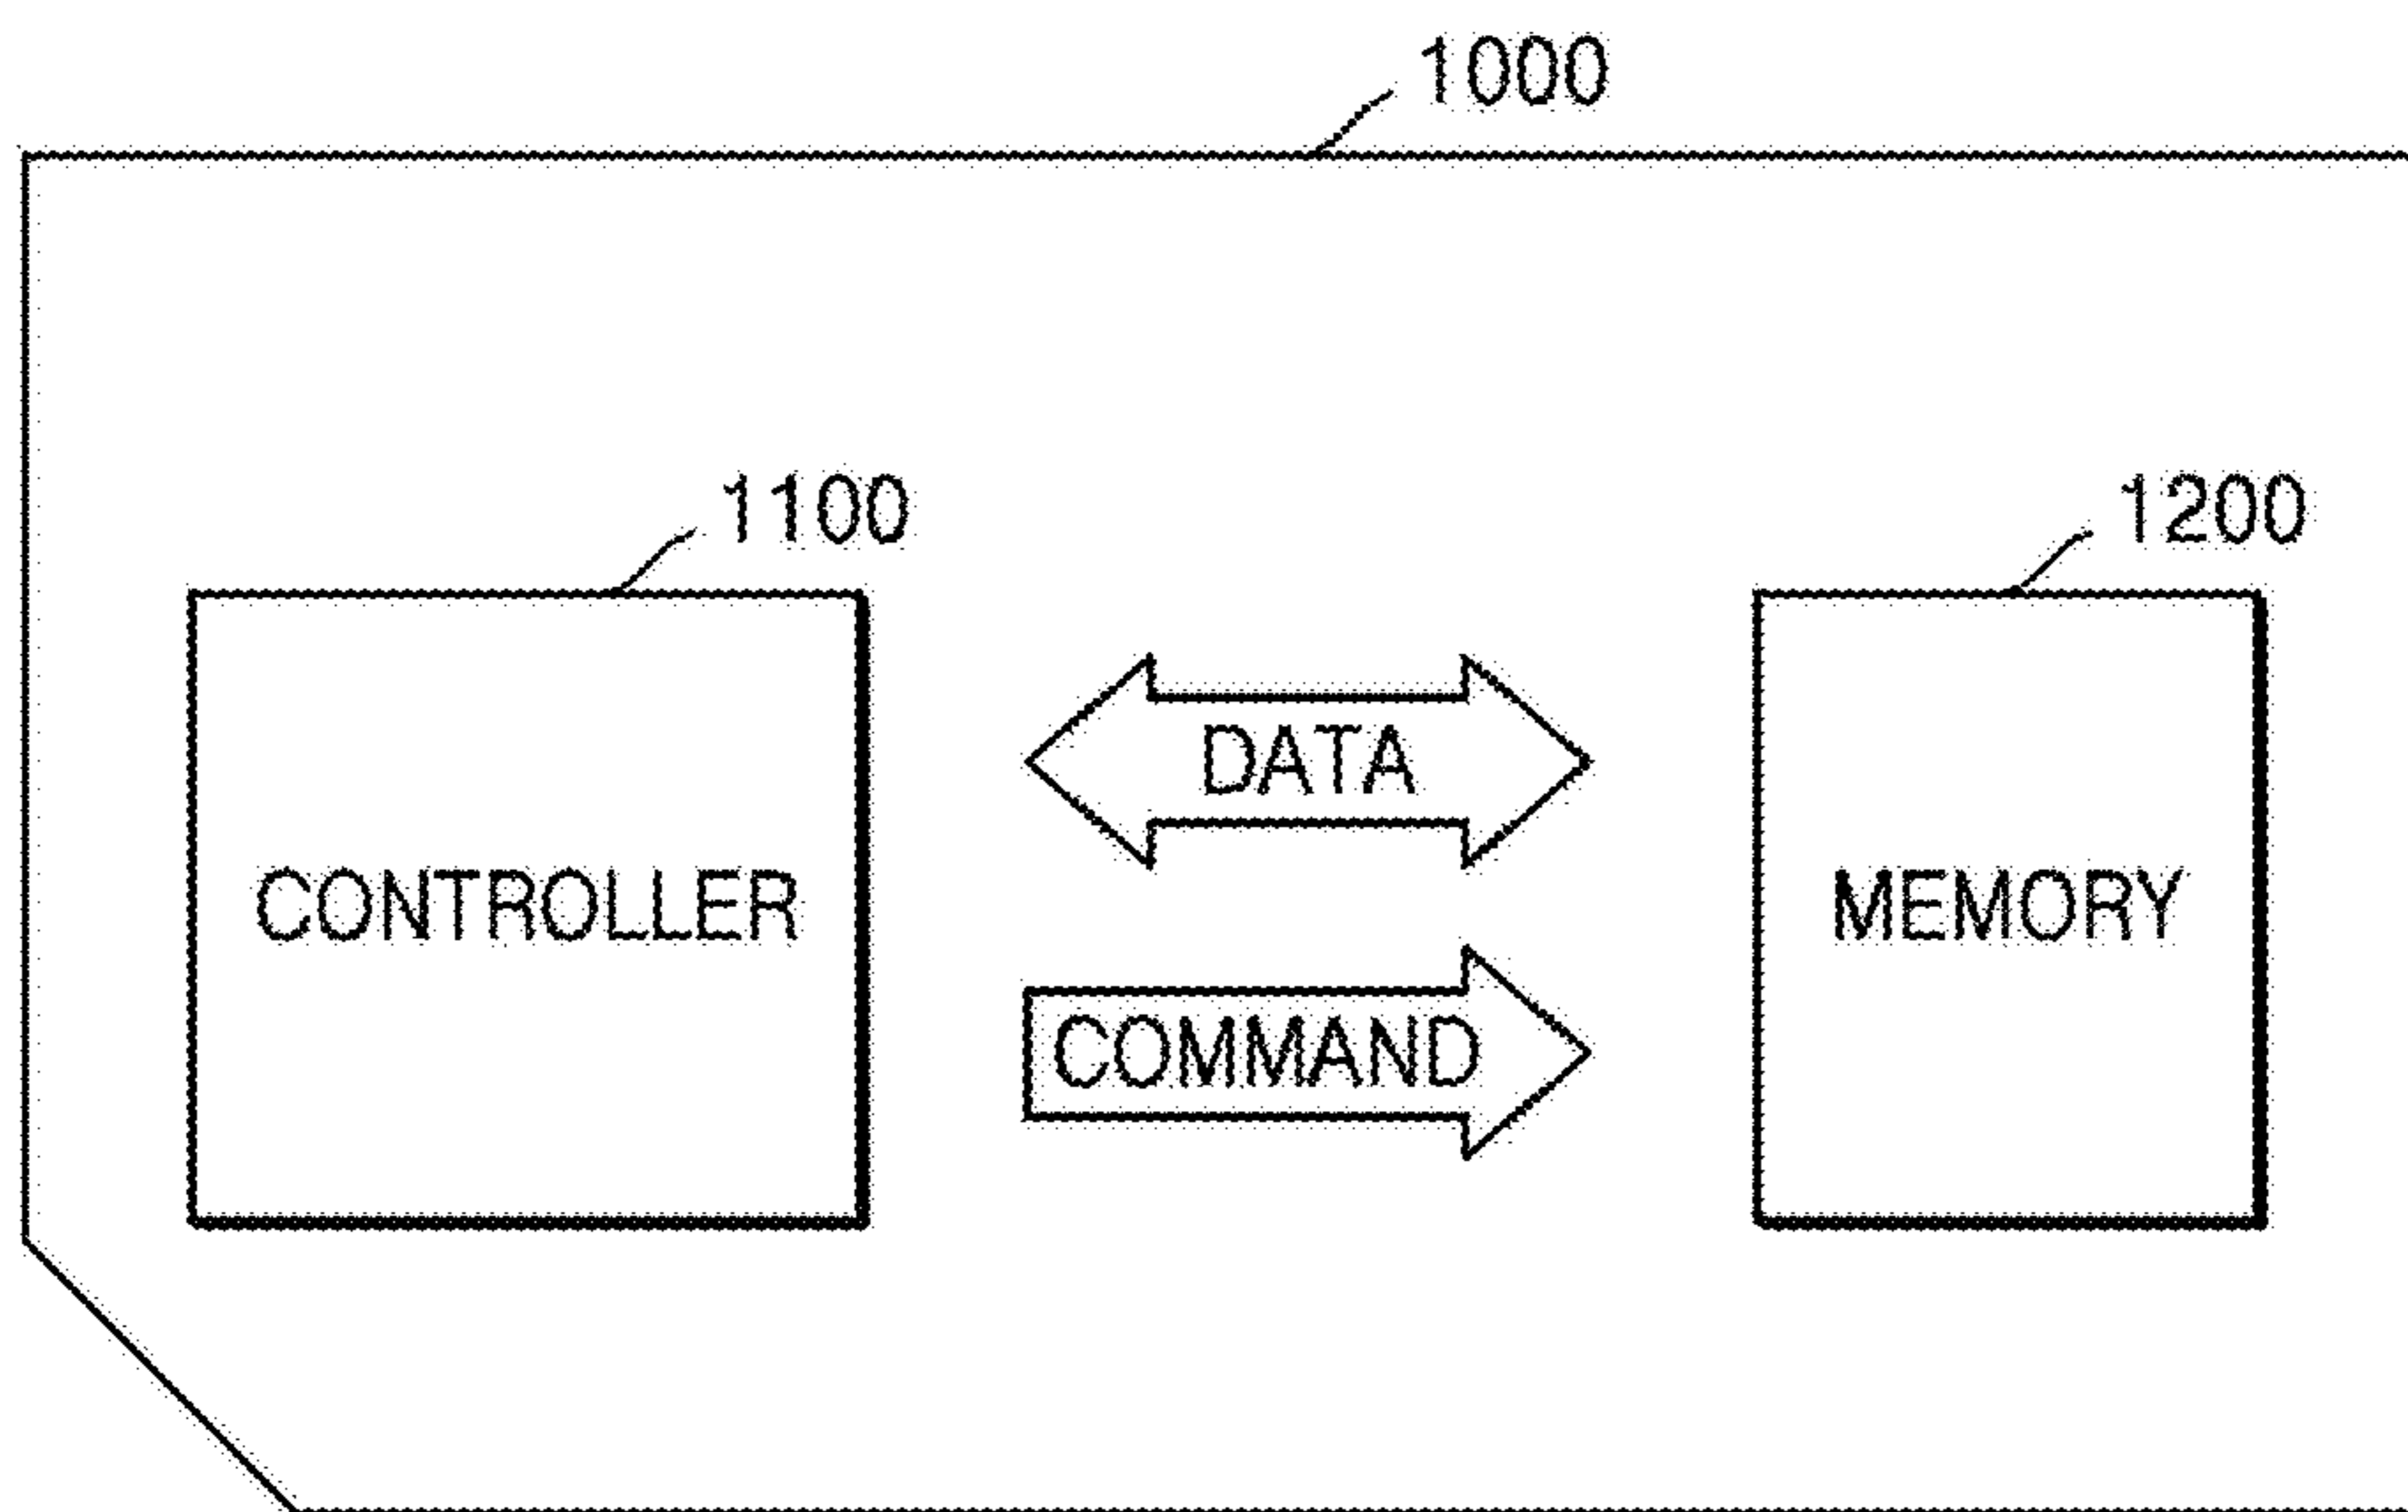 1000
1100
1200
DATA
CONTROLLER
MEMORY
COMMAND